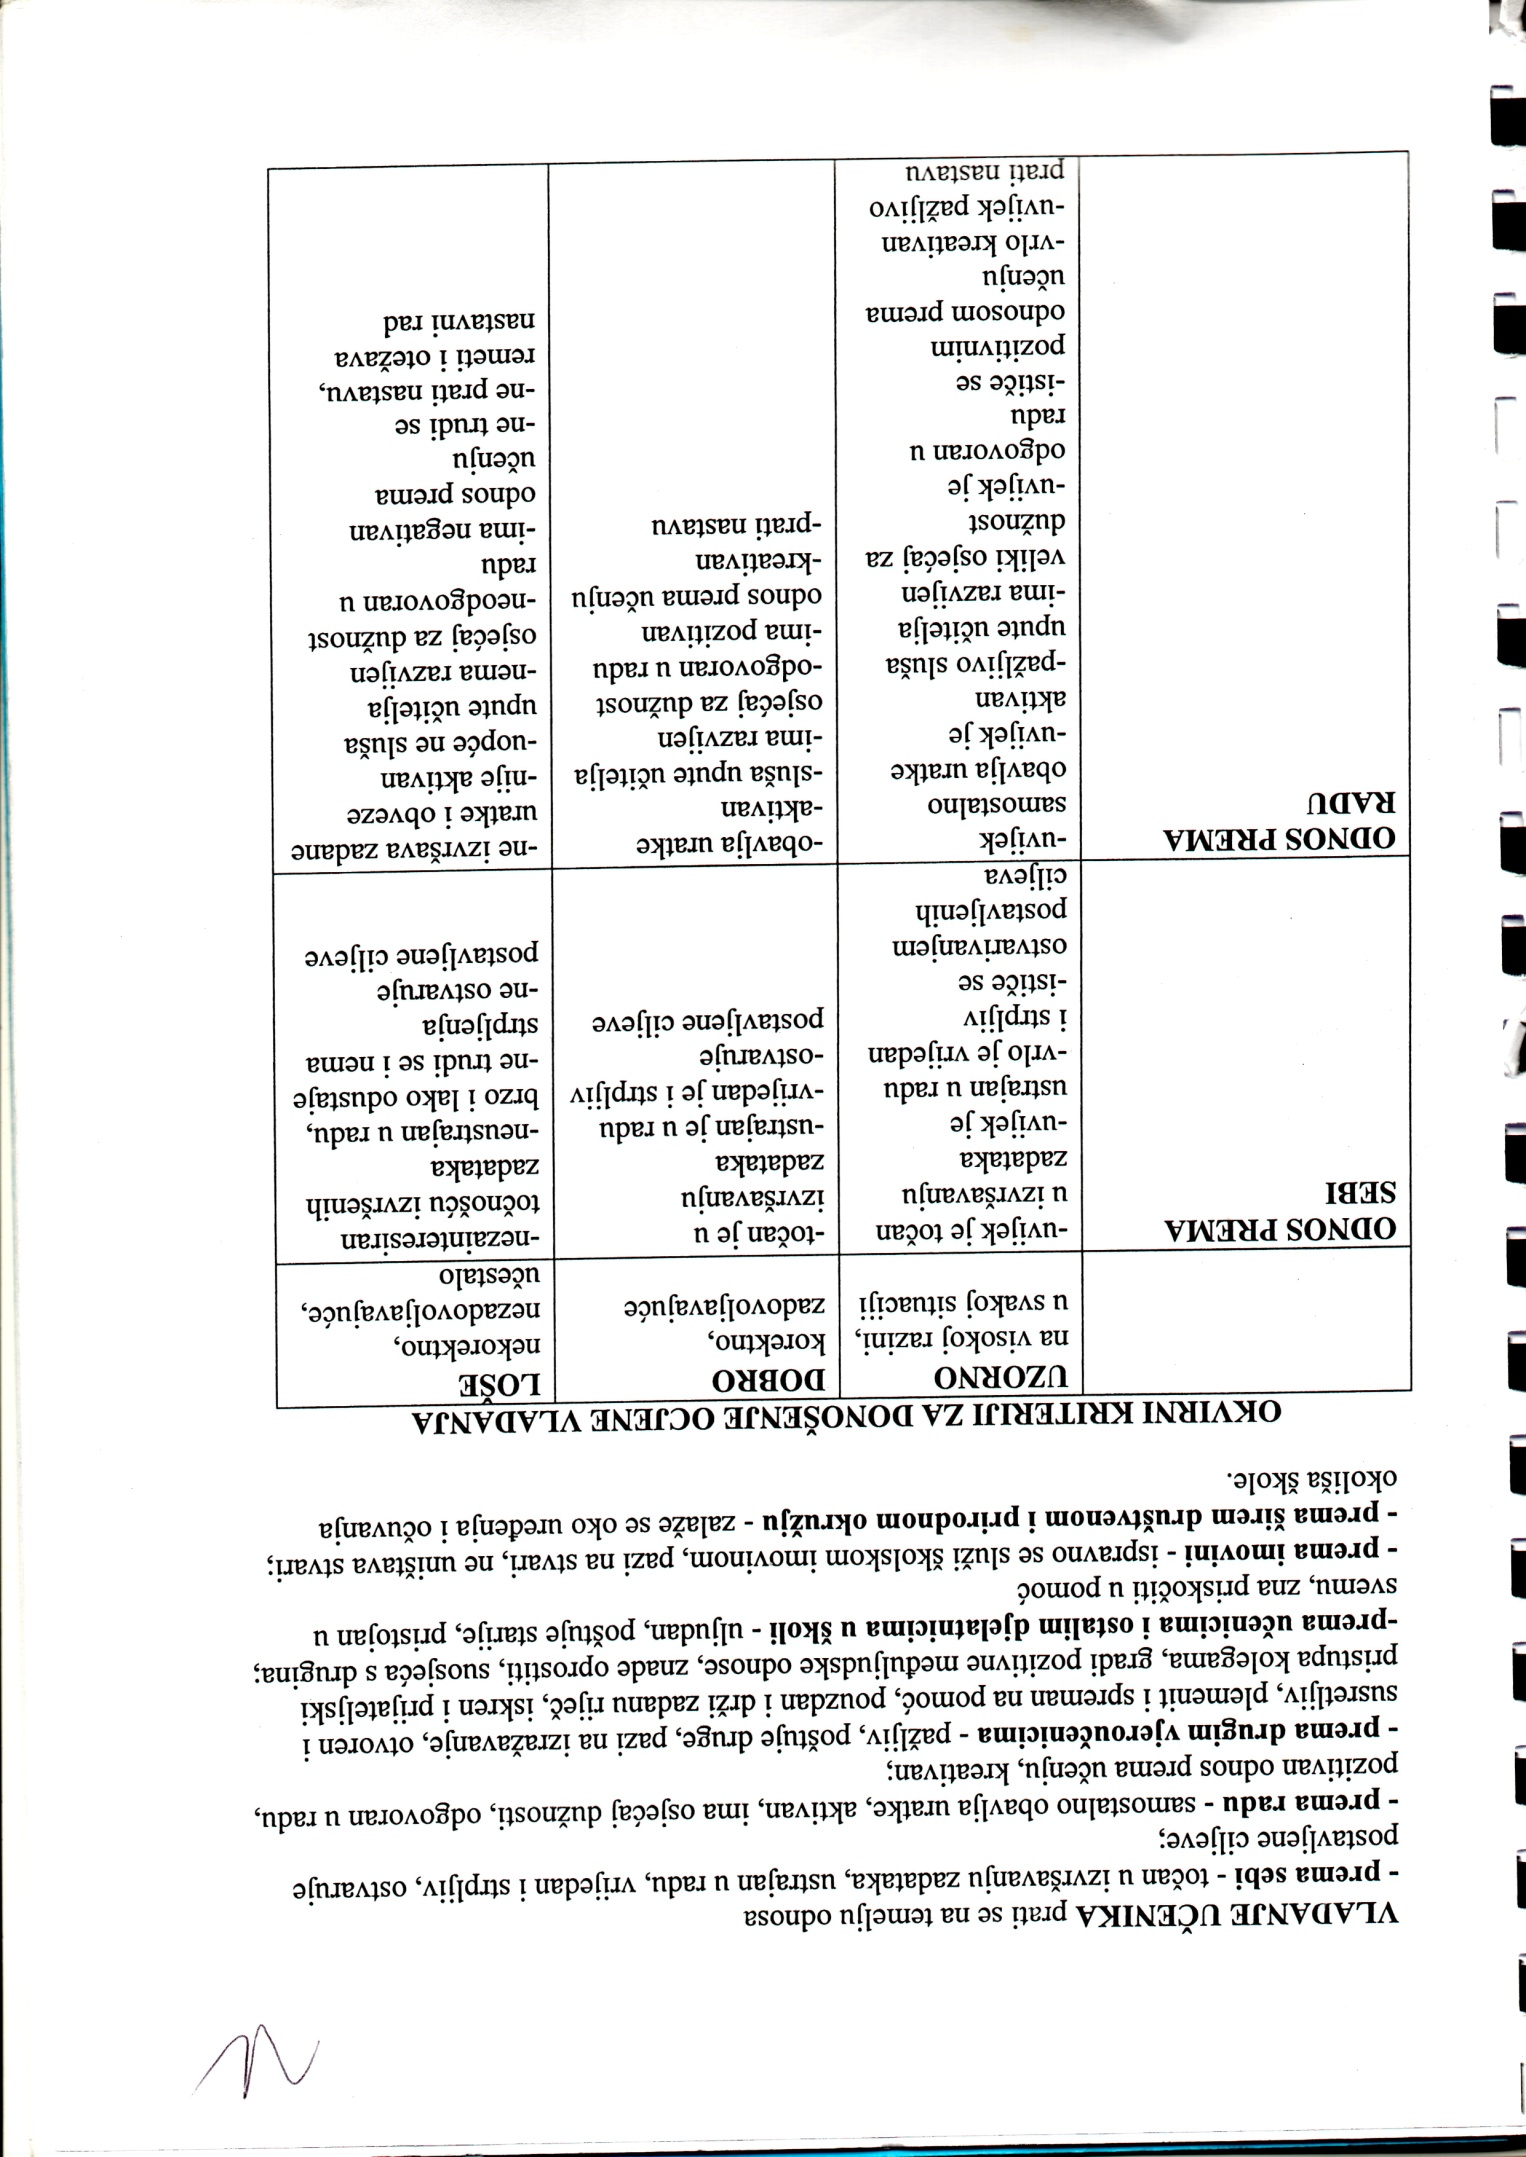 VLADANJE UČENIKA prati se na temelju odnosa
- prema sebi - točan u izvršavanju zadataka, ustrajan u radu, vrijedan i strpljiv, ostvaruje
postavljene ciljeve;
- prema radu - samostalno obavlja uratke, aktivan, ima osjećaj dužnosti, odgovoran u radu,
pozitivan odnos prema učenju, kreativan;
- prema drugim vjeroučenicima - pažljiv, poštuje druge, pazi na izražavanje, otvoren i
susretljiv, plemenit i spreman na pomoć, pouzdan i drži zadanu riječ, iskren i prijateljski
pristupa kolegama, gradi pozitivne međuljudske odnose, znade oprostiti, suosjeća s drugina;
-prema učenicima i ostalim djelatnicima u školi - uljudan, poštuje starije, pristojan u
svemu, zna priskočiti u pomoć
- prema imovini - ispravno se služi školskom imovinom, pazi na stvari, ne uništava stvari;
- prema širem društvenom i prirodnom okružju - zalaže se oko uređenja i očuvanja
okoliša škole.
OKVIRNI KRITERIJI ZA DONOŠENJE OCJENE VLADANJA
UZORNO
na visokoj razini,
u svakoj situaciji
DOBRO
korektno,
zadovoljavajuće
LOŠE
nekorektno,
nezadovoljavajuće,
učestalo
ODNOS PREMA
SEBI
-uvijek je točan
u izvršavanju
zadataka
-uvijek je
ustrajan u radu
-vrlo je vrijedan
i strpljiv
-ističe se
ostvarivanjem
postavljenih
ciljeva
-točan je u
izvršavanju
zadataka
-ustrajan je u radu
-vrijedan je i strpljiv
-ostvaruje
postavljene ciljeve
-nezainteresiran
točnošću izvršenih
zadataka
-neustrajan u radu,
brzo i lako odustaje
-ne trudi se i nema
strpljenja
-ne ostvaruje
postavljene ciljeve
ODNOS PREMA
RADU
-uvijek
samostalno
obavlja uratke
-uvijek je
aktivan
-pažljivo sluša
upute učitelja
-ima razvijen
veliki osjećaj za
dužnost
-uvijek je
odgovoran u
radu
-ističe se
pozitivnim
odnosom prema
učenju
-vrlo kreativan
-uvijek pažljivo
prati nastavu
-obavlja uratke
-aktivan
-sluša upute učitelja
-ima razvijen
osjećaj za dužnost
-odgovoran u radu
-ima pozitivan
odnos prema učenju
-kreativan
-prati nastavu
-ne izvršava zadane
uratke i obveze
-nije aktivan
-uopće ne sluša
upute učitelja
-nema razvijen
osjećaj za dužnost
-neodgovoran u
radu
-ima negativan
odnos prema
učenju
-ne trudi se
-ne prati nastavu,
remeti i otežava
nastavni rad